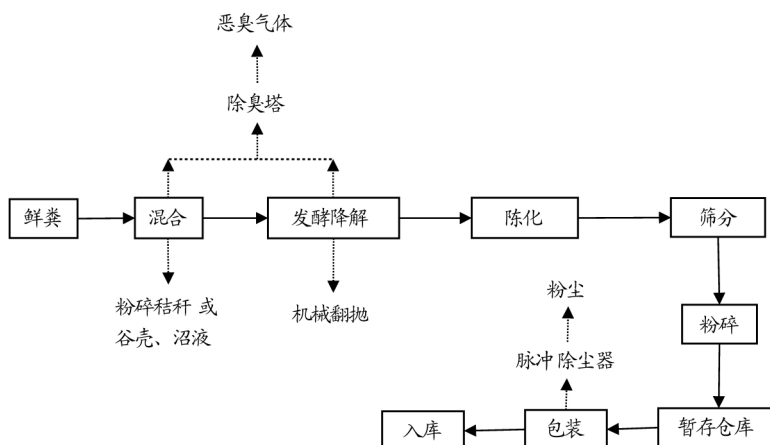 恶臭气体
除臭塔
鲜粪
混合
发酵降解
陈化
筛分
粉碎秸秆 或
谷壳、沼液
机械翻抛
粉尘
粉碎
脉冲 除尘器
入库
包装
暂存仓库